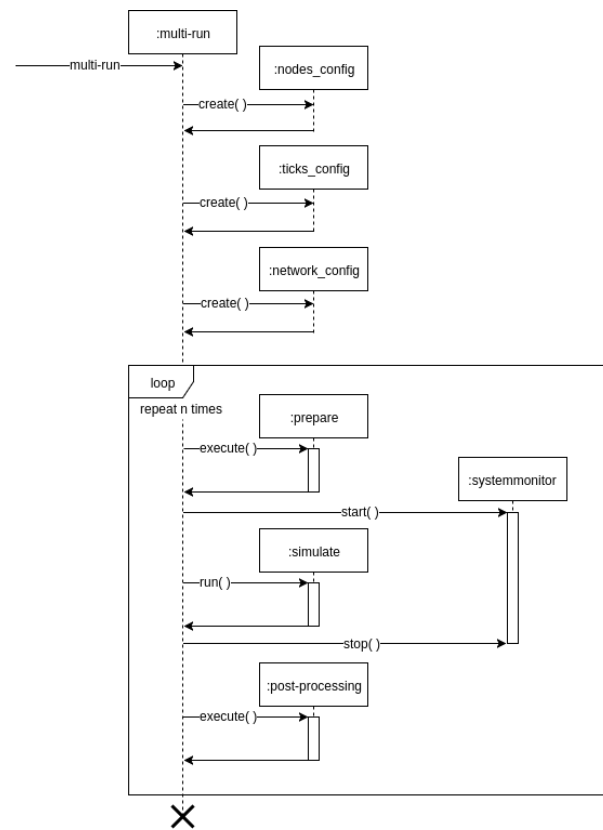 :multi-run
multi-run
:nodes_config
create( )
:ticks_config
create( )
:network_config
create( )
loop
repeat n times
:prepare
execute( )
:systemmonitor
start( )
:simulate
run( )
stop( )
:post-processing
execute( )